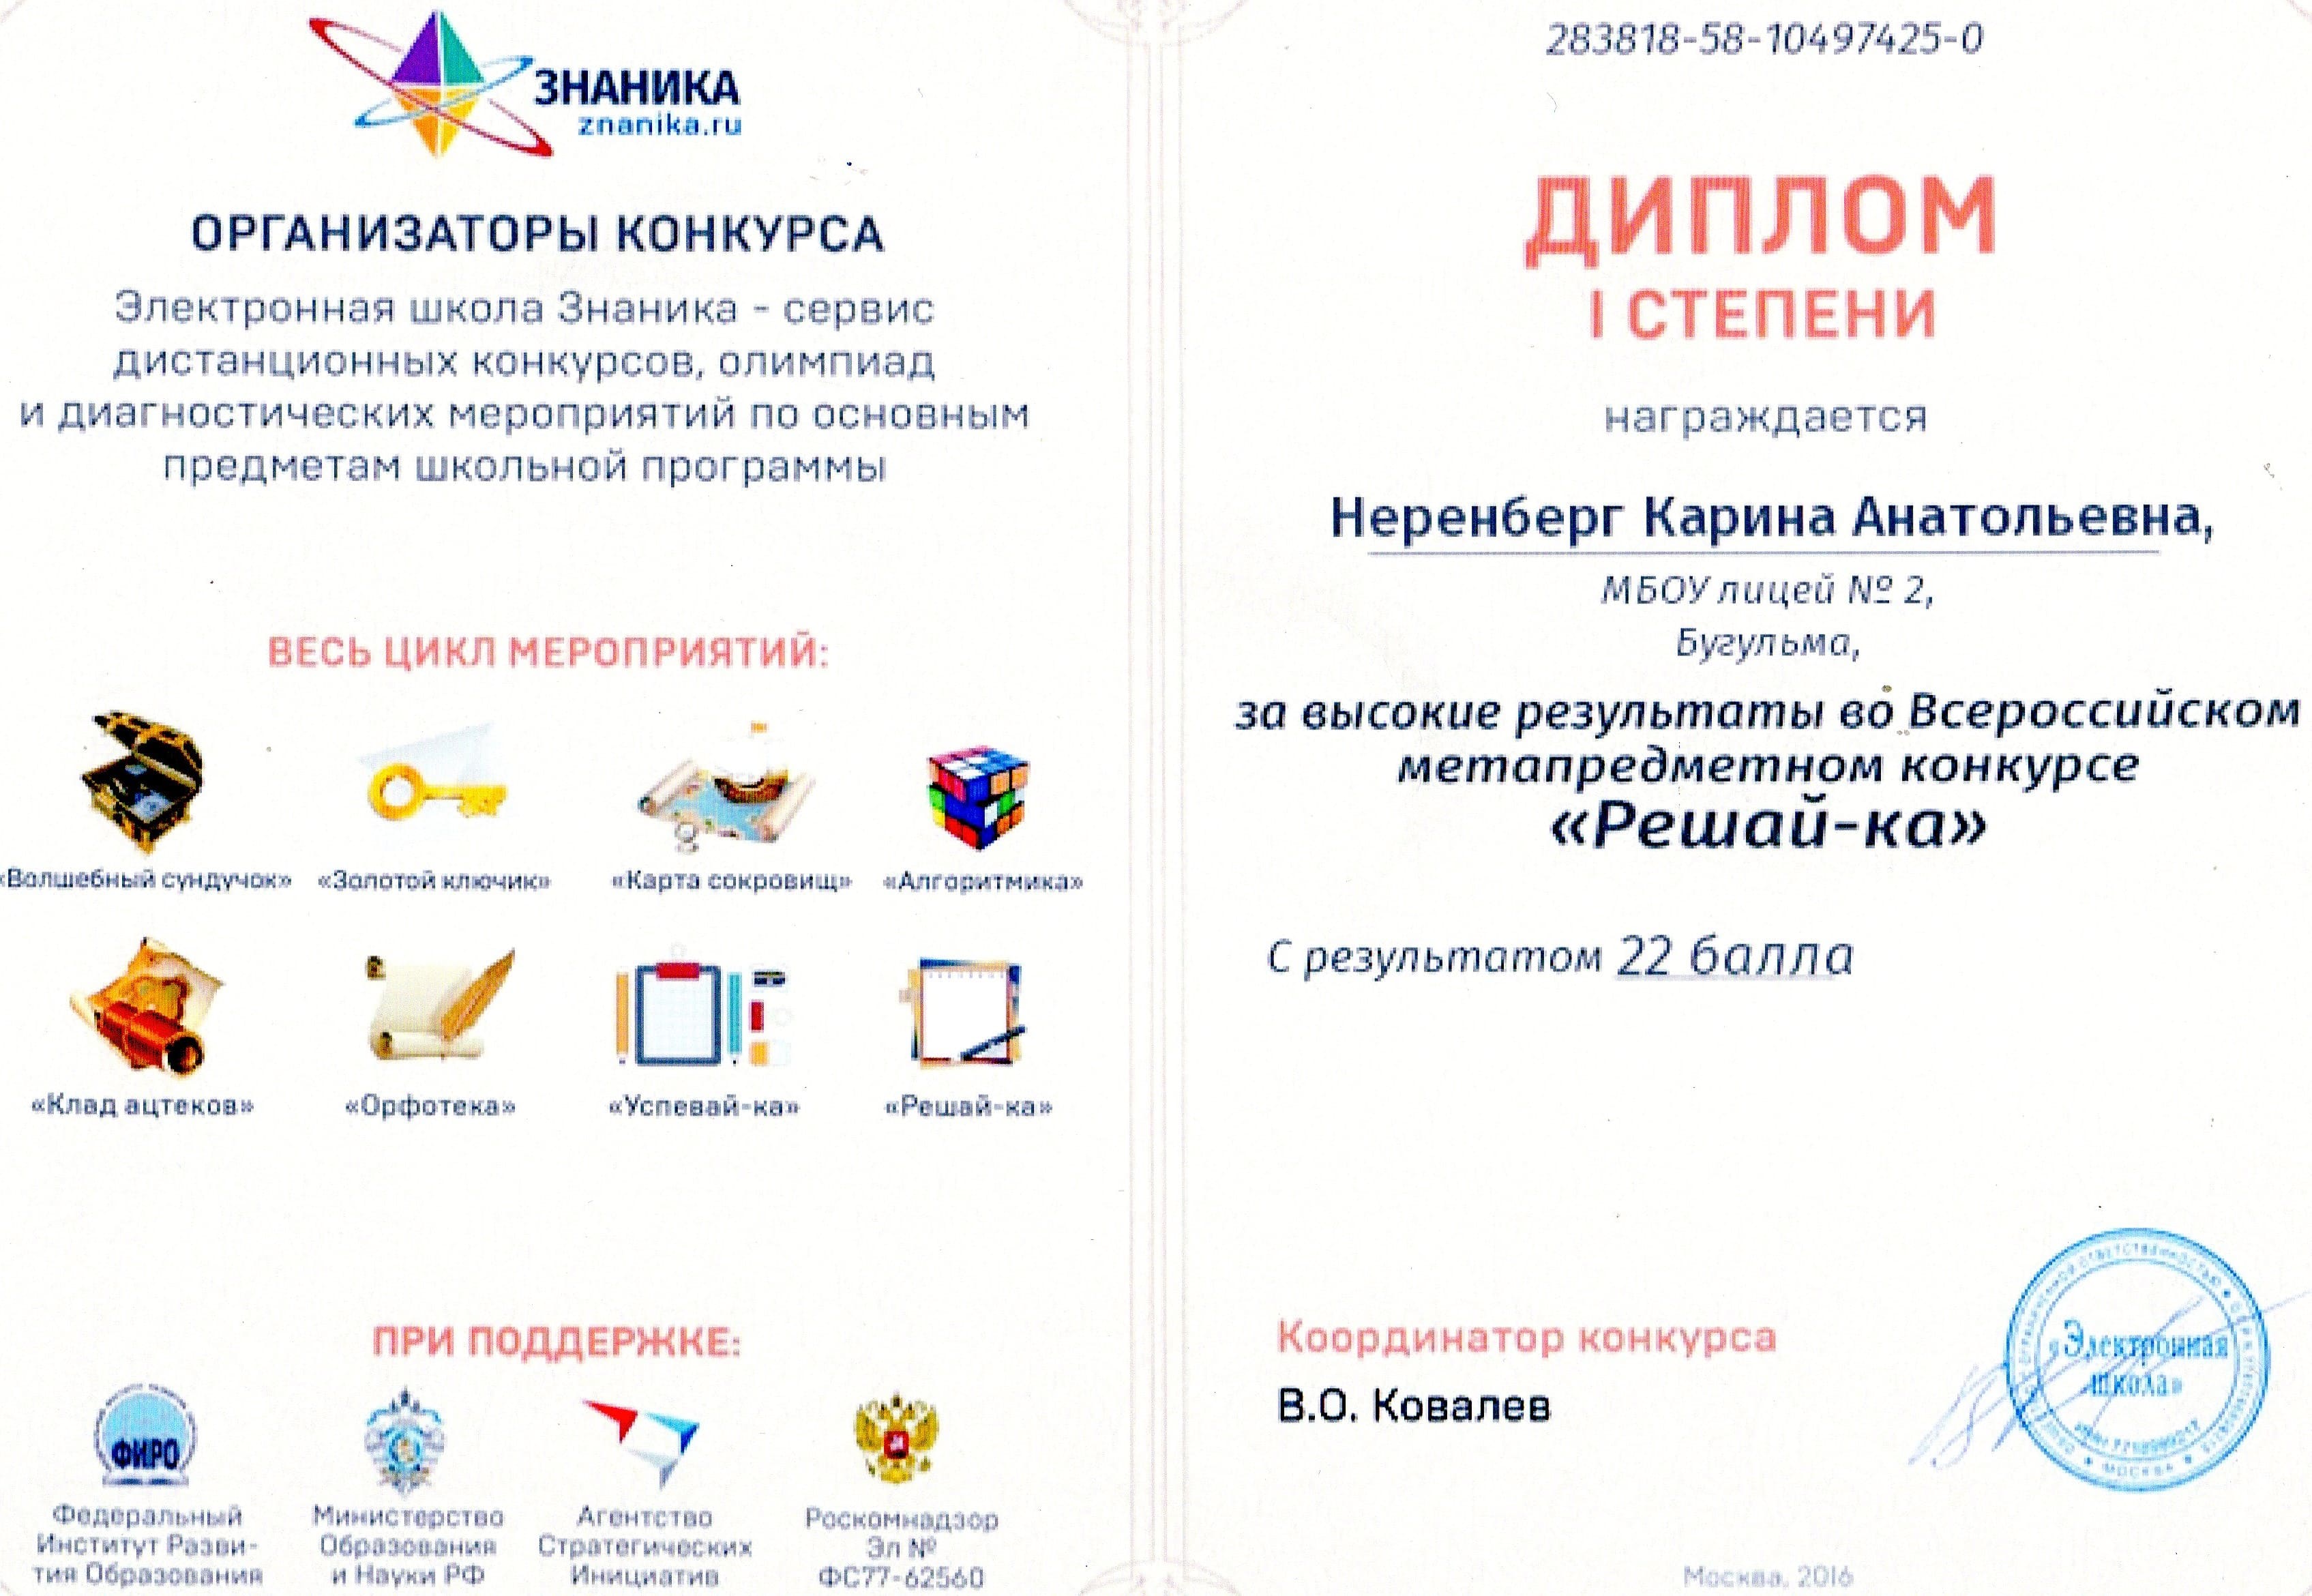 ЗНАНИКА
znanika.ru
ОРГАНИЗАТОРЫ КОНКУРСА
Электронная школа Знаника - сервис
дистанционных конкурсов, олимпиад
и диагностических мероприятий по основным
предметам школьной программы
ВЕСЬ ЦИКЛ МЕРОПРИЯТИЙ:
«Волшебный сундучок» «Золотой ключик» «Карта сокровищ» «Алгоритмика»
«Клад ацтеков» «Орфотека» «Успевай-ка» «Решай-ка»
ПРИ ПОДДЕРЖКЕ:
ФИРО
Федеральный
Институт Разви-
тия Образования
Министерство
Образования
и Науки РФ
Агентство
Стратегических
Инициатив
Роскомнадзор
Эл №
ФС77-62560
283818-58-10497425-0
ДИПЛОМ
I СТЕПЕНИ
награждается
Неренберг Карина Анатольевна,
МБОУ лицей № 2,
Бугульма,
за высокие результаты во Всероссийском
метапредметном конкурсе
«Решай-ка»
С результатом 22 балла
Координатор конкурса
В.О. Ковалев
«Электронная
школа»
МОСКВА
Москва, 2016